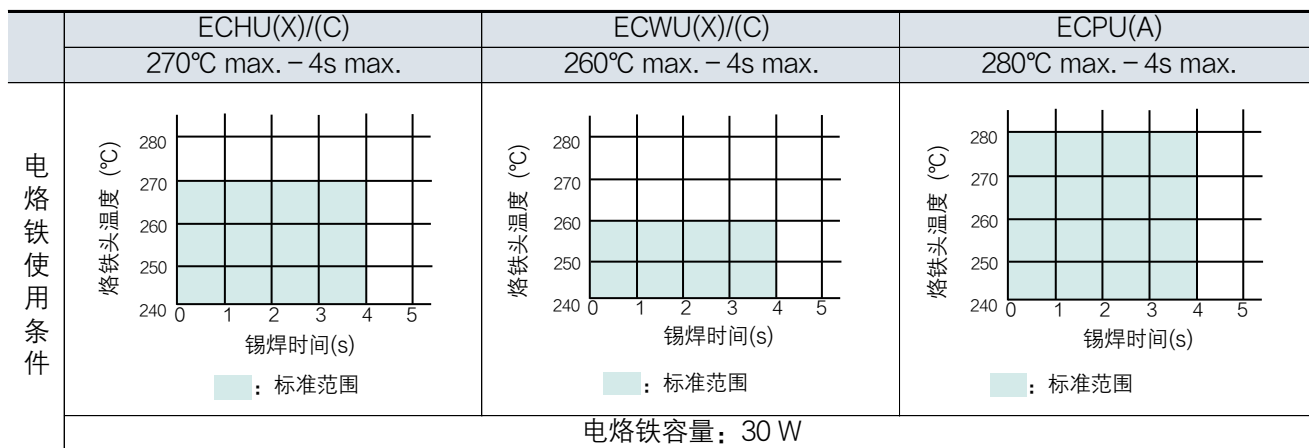 ECHU(X)/(C)
ECWU(X)/(C)
ECPU(A)
270℃ max. – 4s max.
260℃ max. – 4s max.
280℃ max. – 4s max.
电烙铁使用条件
烙铁头温度 (℃)
280
270
260
250
240
0 1 2 3 4 5
锡焊时间(s)
：标准范围
烙铁头温度 (℃)
280
270
260
250
240
0 1 2 3 4 5
锡焊时间(s)
：标准范围
烙铁头温度 (℃)
280
270
260
250
240
0 1 2 3 4 5
锡焊时间(s)
：标准范围
电烙铁容量：30 W